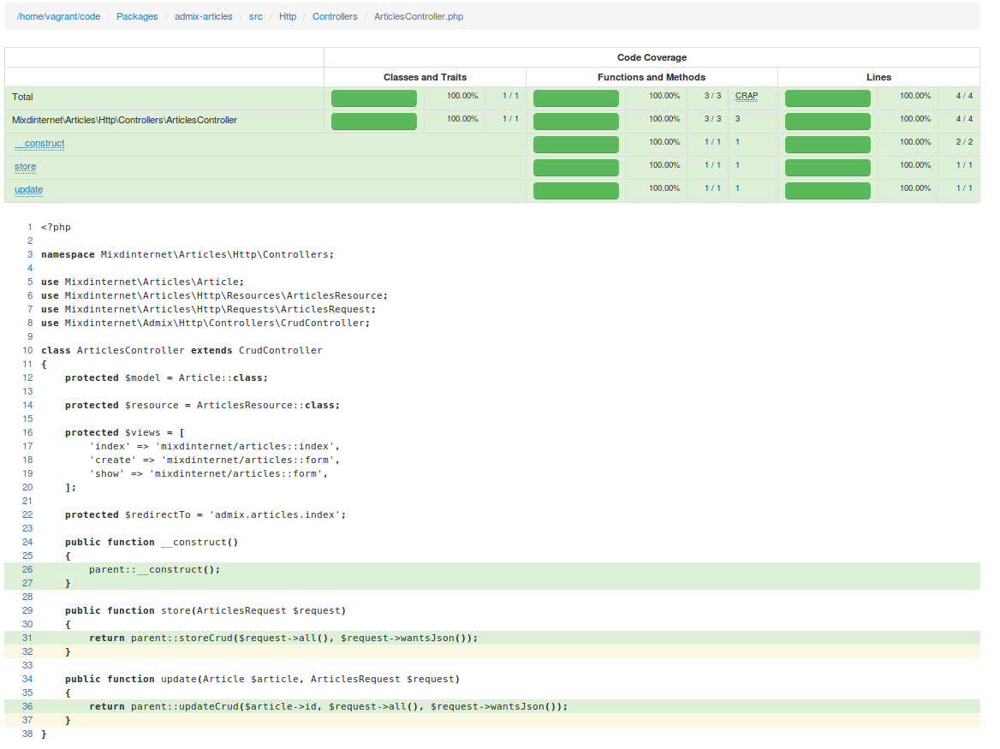 /home/vagrant/code / Packages / admix-articles / src / Http / Controllers / ArticlesController.php
Code Coverage
Classes and Traits Functions and Methods Lines
Total 100.00% 1 / 1 100.00% 3 / 3 CRAP 100.00% 4 / 4
Mixdinternet\Articles\Http\Controllers\ArticlesController 100.00% 1 / 1 100.00% 3 / 3 3 100.00% 4 / 4
__construct 100.00% 1 / 1 1 100.00% 2 / 2
store 100.00% 1 / 1 1 100.00% 1 / 1
update 100.00% 1 / 1 1 100.00% 1 / 1
1 <?php
2
3 namespace Mixdinternet\Articles\Http\Controllers;
4
5 use Mixdinternet\Articles\Article;
6 use Mixdinternet\Articles\Http\Resources\ArticlesResource;
7 use Mixdinternet\Articles\Http\Requests\ArticlesRequest;
8 use Mixdinternet\Admix\Http\Controllers\CrudController;
9
10 class ArticlesController extends CrudController
11 {
12     protected $model = Article::class;
13
14     protected $resource = ArticlesResource::class;
15
16     protected $views = [
17         'index' => 'mixdinternet/articles::index',
18         'create' => 'mixdinternet/articles::form',
19         'show' => 'mixdinternet/articles::form',
20     ];
21
22     protected $redirectTo = 'admix.articles.index';
23
24     public function __construct()
25     {
26         parent::__construct();
27     }
28
29     public function store(ArticlesRequest $request)
30     {
31         return parent::storeCrud($request->all(), $request->wantsJson());
32     }
33
34     public function update(Article $article, ArticlesRequest $request)
35     {
36         return parent::updateCrud($article->id, $request->all(), $request->wantsJson());
37     }
38 }